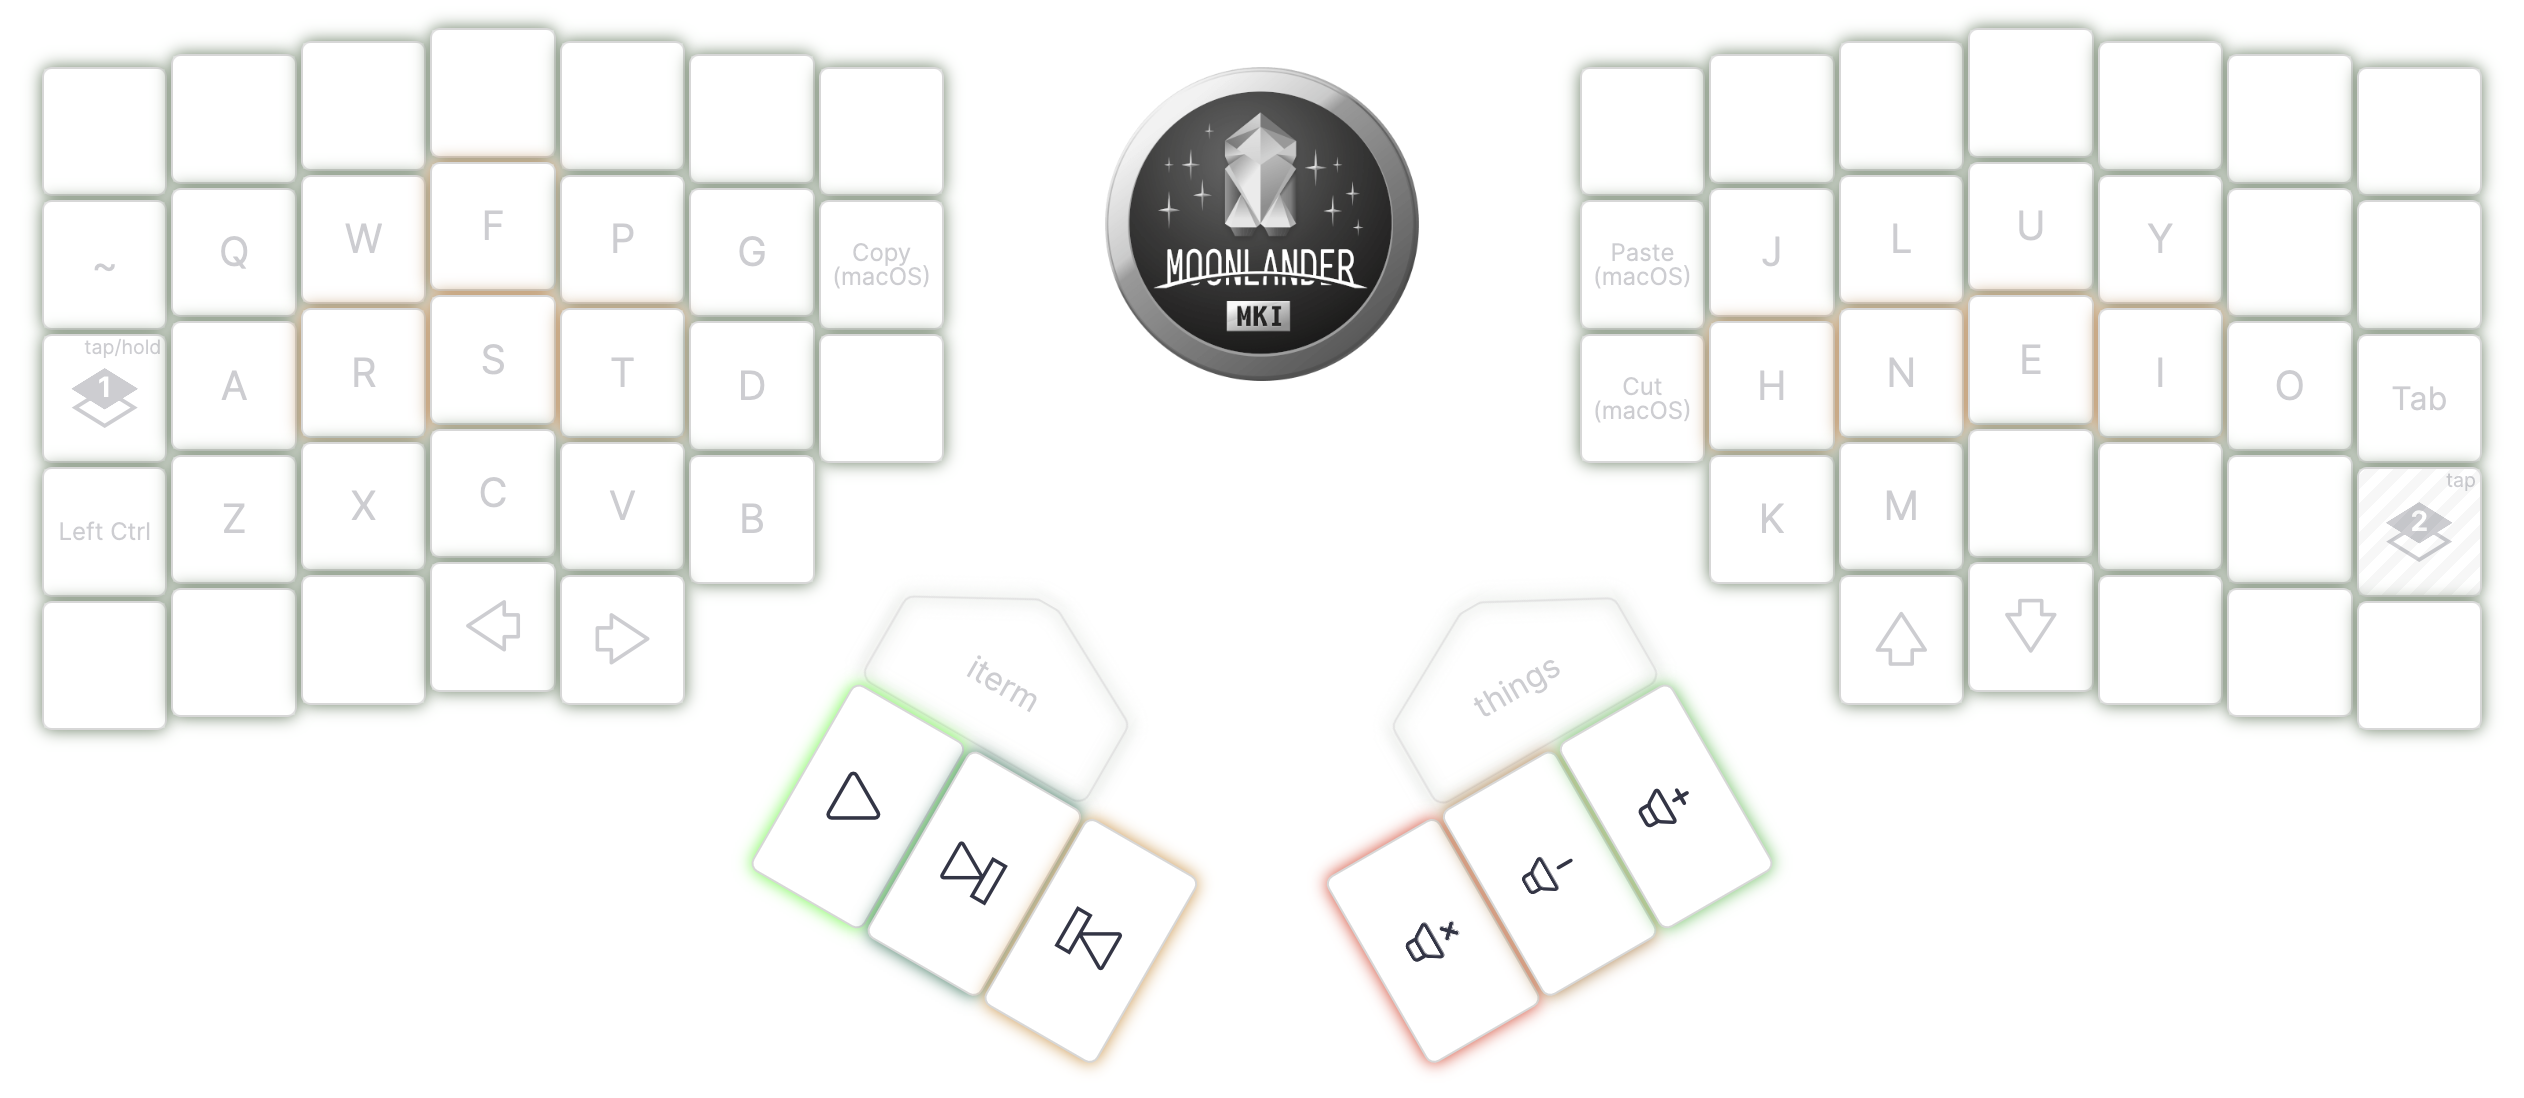 ~
Q
W
F
P
G
Copy
(macOS)
Paste
(macOS)
J
L
U
Y
MOONLANDER
MKI
tap/hold
1
A
R
S
T
D
Cut
(macOS)
H
N
E
I
O
Tab
Left Ctrl
Z
X
C
V
B
K
M
tap
2
iterm
things